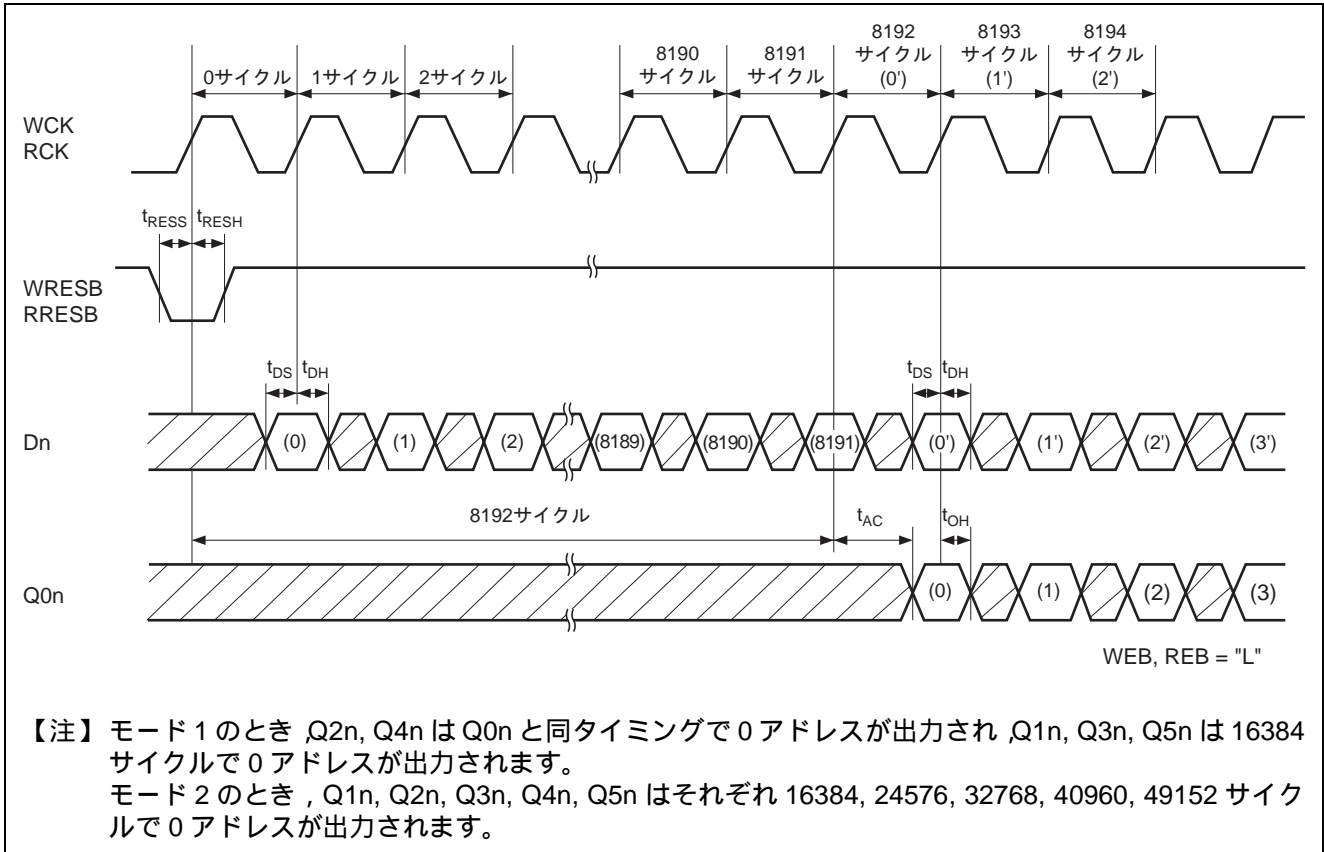 8192
8193
8194
8190
8191
サイクル
サイクル
サイクル
0サイクル
1サイクル
2サイクル
サイクル
サイクル
(0')
(1')
(2')
WCK
RCK
tRESS
tRESH
WRESB
RRESB
tDS
tDH
tDS
tDH
Dn
(0)
(1)
(2)
(8189)
(8190)
(8191)
(0')
(1')
(2')
(3')
8192サイクル
tAC
tOH
Q0n
(0)
(1)
(2)
(3)
WEB, REB = "L"
【注】 モード 1 のとき ,Q2n, Q4n は Q0n と同タイミングで 0 アドレスが出力され ,Q1n, Q3n, Q5n は 16384
サイクルで 0 アドレスが出力されます。
モード 2 のとき , Q1n, Q2n, Q3n, Q4n, Q5n はそれぞれ 16384, 24576, 32768, 40960, 49152 サイク
ルで 0 アドレスが出力されます。